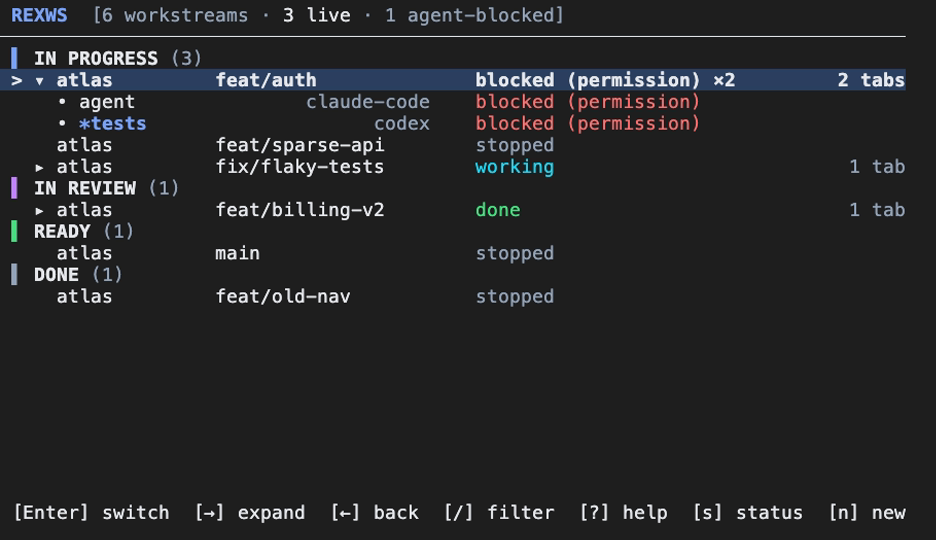 REXWS [6 workstreams · 3 live · 1 agent-blocked]
IN PROGRESS (3)
> ▾ atlas feat/auth blocked (permission) ×2 2 tabs
• agent claude-code blocked (permission)
• *tests codex blocked (permission)
atlas feat/sparse-api stopped
▸ atlas fix/flaky-tests working 1 tab
IN REVIEW (1)
▸ atlas feat/billing-v2 done 1 tab
READY (1)
atlas main stopped
DONE (1)
atlas feat/old-nav stopped
[Enter] switch [→] expand [←] back [/] filter [?] help [s] status [n] new